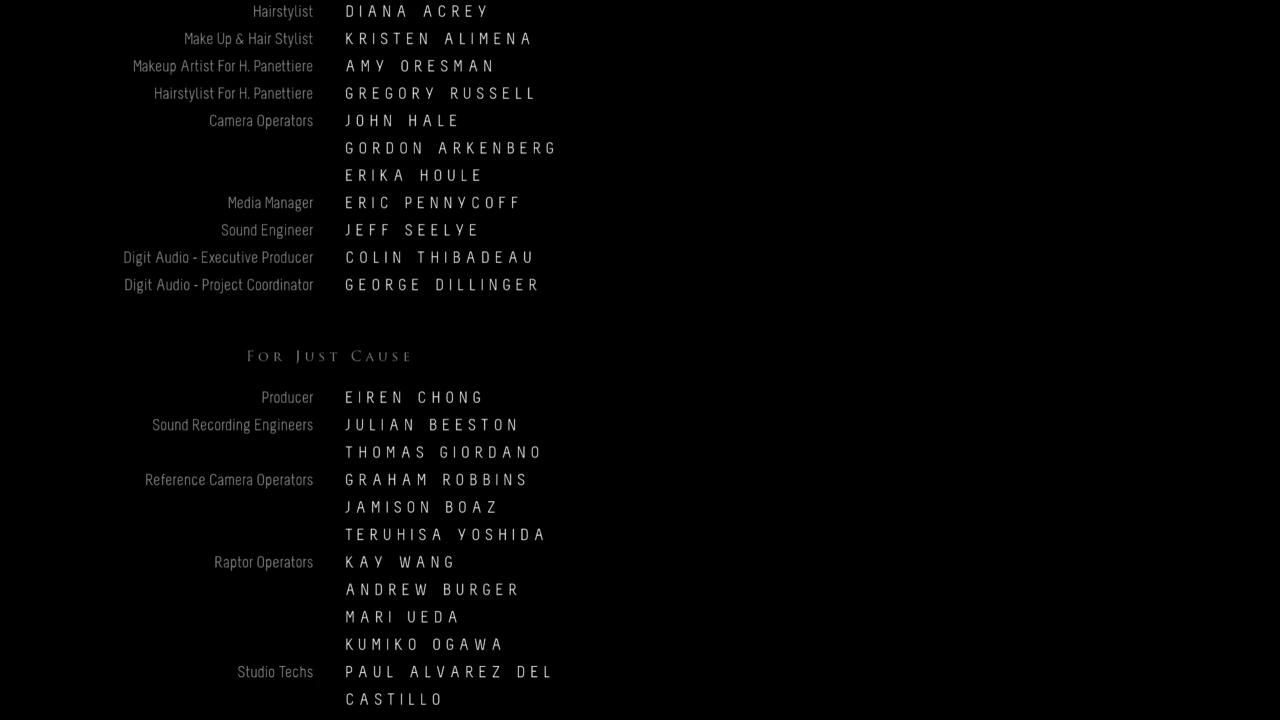 Hairstylist DIANA ACREY
Make Up & Hair Stylist KRISTEN ALIMENA
Makeup Artist For H. Panettiere AMY ORESMAN
Hairstylist For H. Panettiere GREGORY RUSSELL
Camera Operators JOHN HALE
GORDON ARKENBERG
ERIKA HOULE
Media Manager ERIC PENNYCOFF
Sound Engineer JEFF SEELYE
Digit Audio - Executive Producer COLIN THIBADEAU
Digit Audio - Project Coordinator GEORGE DILLINGER
For Just Cause
Producer EIREN CHONG
Sound Recording Engineers JULIAN BEESTON
THOMAS GIORDANO
Reference Camera Operators GRAHAM ROBBINS
JAMISON BOAZ
TERUHISA YOSHIDA
Raptor Operators KAY WANG
ANDREW BURGER
MARI UEDA
KUMIKO OGAWA
Studio Techs PAUL ALVAREZ DEL
CASTILLO